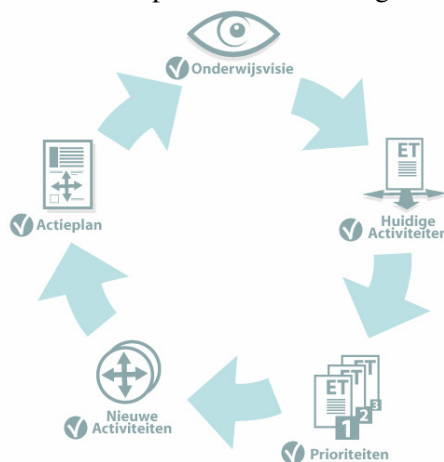 Onderwijsvisie
ET
Huidige
Activiteiten
ET
ET
ET
1
2
3
Prioriteiten
Nieuwe
Activiteiten
Actieplan